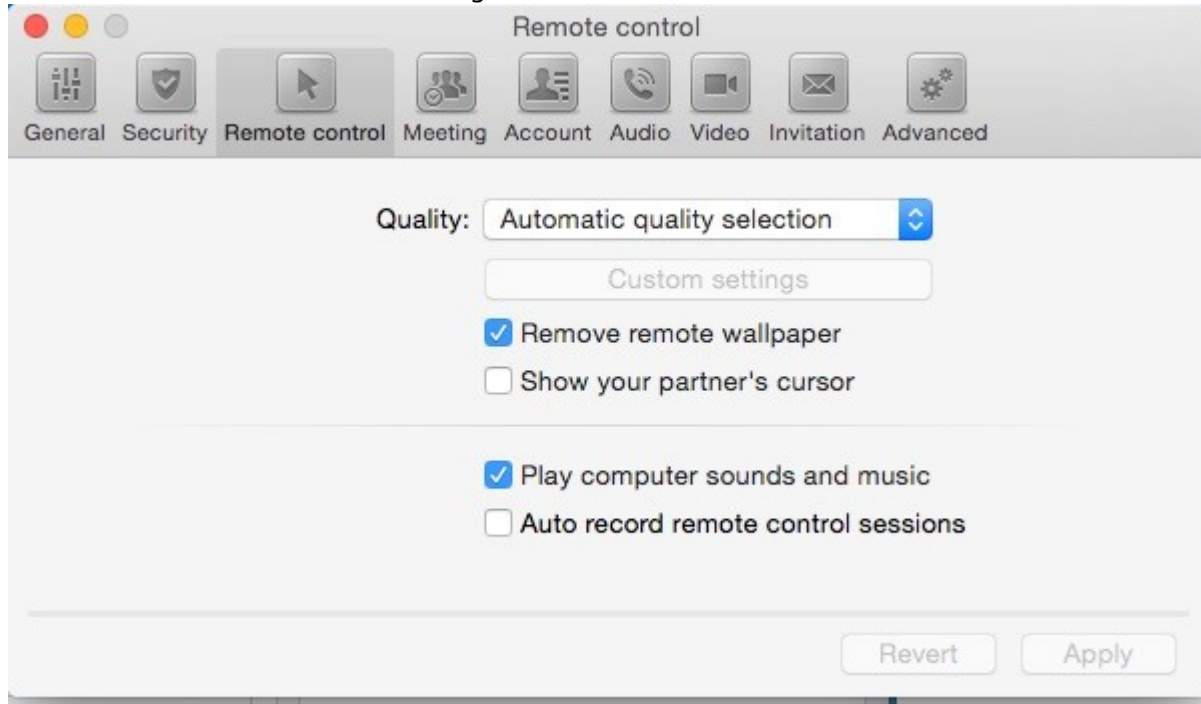 Remote control
General Security Remote control Meeting Account Audio Video Invitation Advanced
Quality: Automatic quality selection
Custom settings
Remove remote wallpaper
Show your partner's cursor
Play computer sounds and music
Auto record remote control sessions
Revert Apply